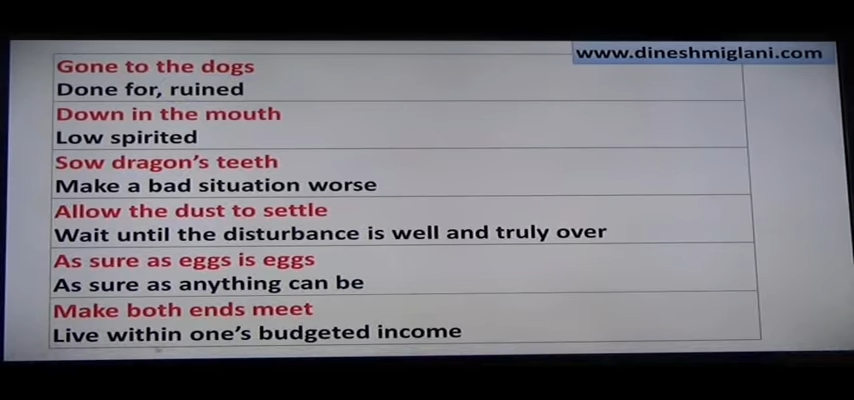 www.dineshmiglani.com
Gone to the dogs
Done for, ruined
Down in the mouth
Low spirited
Sow dragon's teeth
Make a bad situation worse
Allow the dust to settle
Wait until the disturbance is well and truly over
As sure as eggs is eggs
As sure as anything can be
Make both ends meet
Live within one's budgeted income